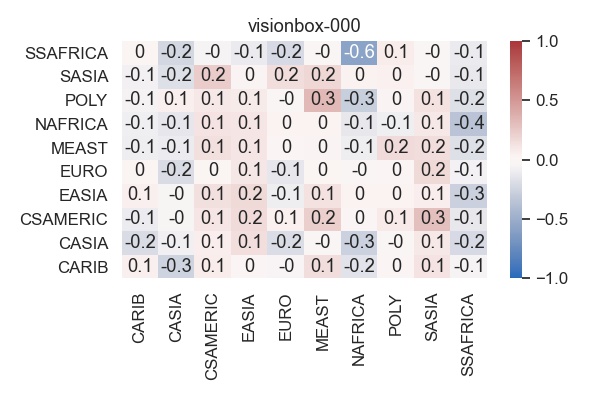 visionbox-000
SSAFRICA 0 -0.2 -0 -0.1 -0.2 -0 -0.6 0.1 -0 -0.1
SASIA -0.1 -0.2 0.2 0 0.2 0.2 0 0 -0 -0.1
POLY -0.1 0.1 0.1 0.1 -0 0.3 -0.3 0 0.1 -0.2
NAFRICA -0.1 -0.1 0.1 0.1 0 0 -0.1 -0.1 0.1 -0.4
MEAST -0.1 -0.1 0.1 0.1 0 0 -0.1 0.2 0.2 -0.2
EURO 0 -0.2 0 0.1 -0.1 0 -0 0 0.2 -0.1
EASIA 0.1 -0 0.1 0.2 -0.1 0.1 0 0 0.1 -0.3
CSAMERIC -0.1 -0 0.1 0.2 0.1 0.2 0 0.1 0.3 -0.1
CASIA -0.2 -0.1 0.1 0.1 -0.2 -0 -0.3 -0 0.1 -0.2
CARIB 0.1 -0.3 0.1 0 -0 0.1 -0.2 0 0.1 -0.1
CARIB CASIA CSAMERIC EASIA EURO MEAST NAFRICA POLY SASIA SSAFRICA
1.0
0.5
0.0
−0.5
−1.0